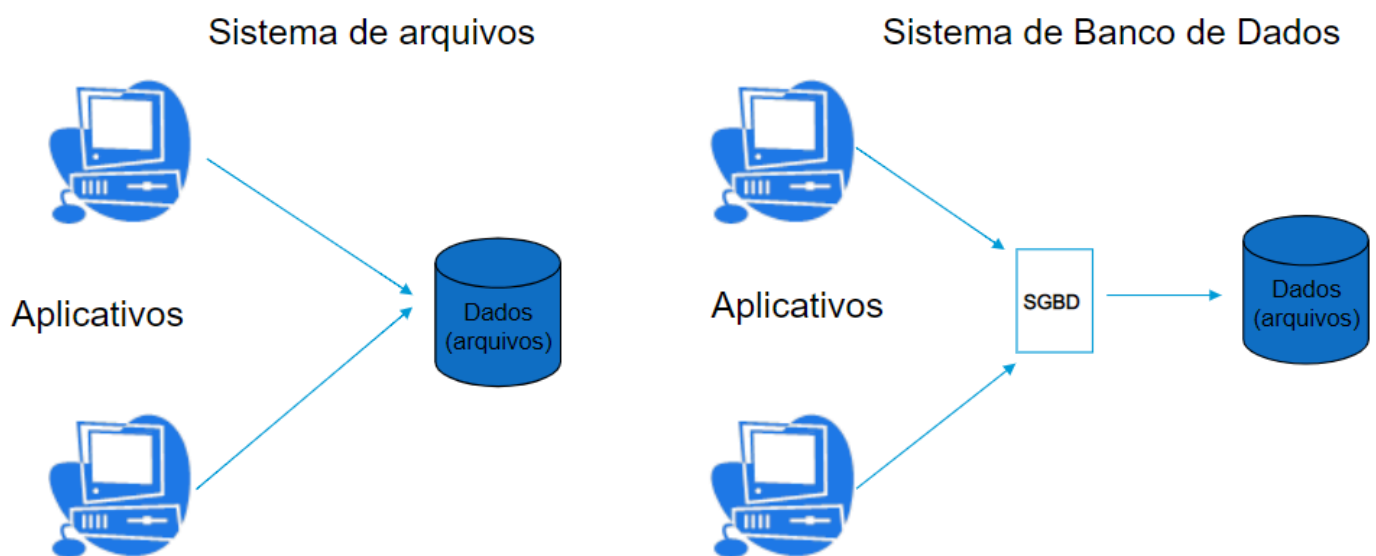 Sistema de arquivos
Aplicativos
Dados
(arquivos)
Sistema de Banco de Dados
Aplicativos
SGBD
Dados
(arquivos)